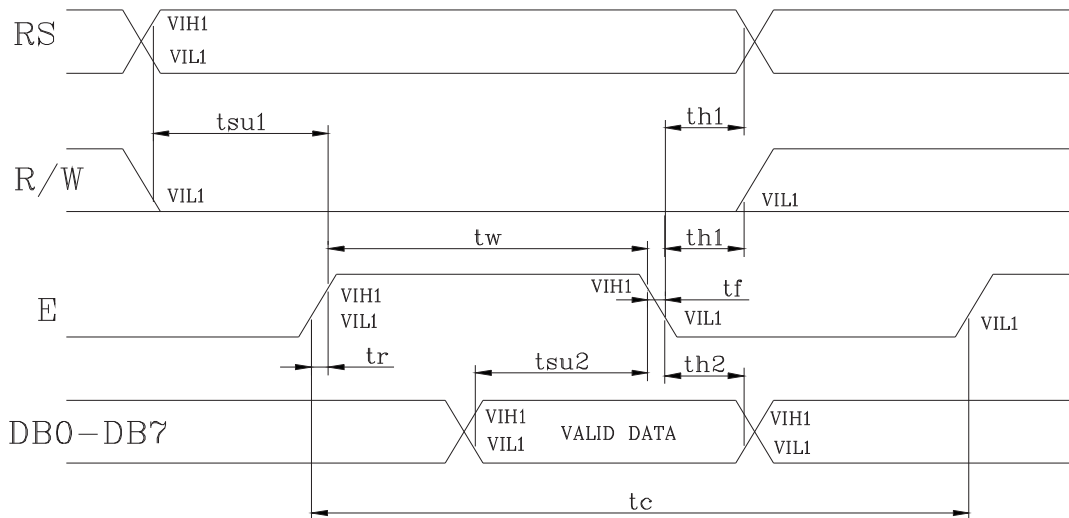 RS
VIH1
VIL1
tsu1
th1
R/W
VIL1
VIL1
tw
th1
E
VIH1
VIL1
VIH1
tf
VIL1
VIL1
tr
tsu2
th2
DB0-DB7
VIH1
VIL1
VALID DATA
VIH1
VIL1
tc